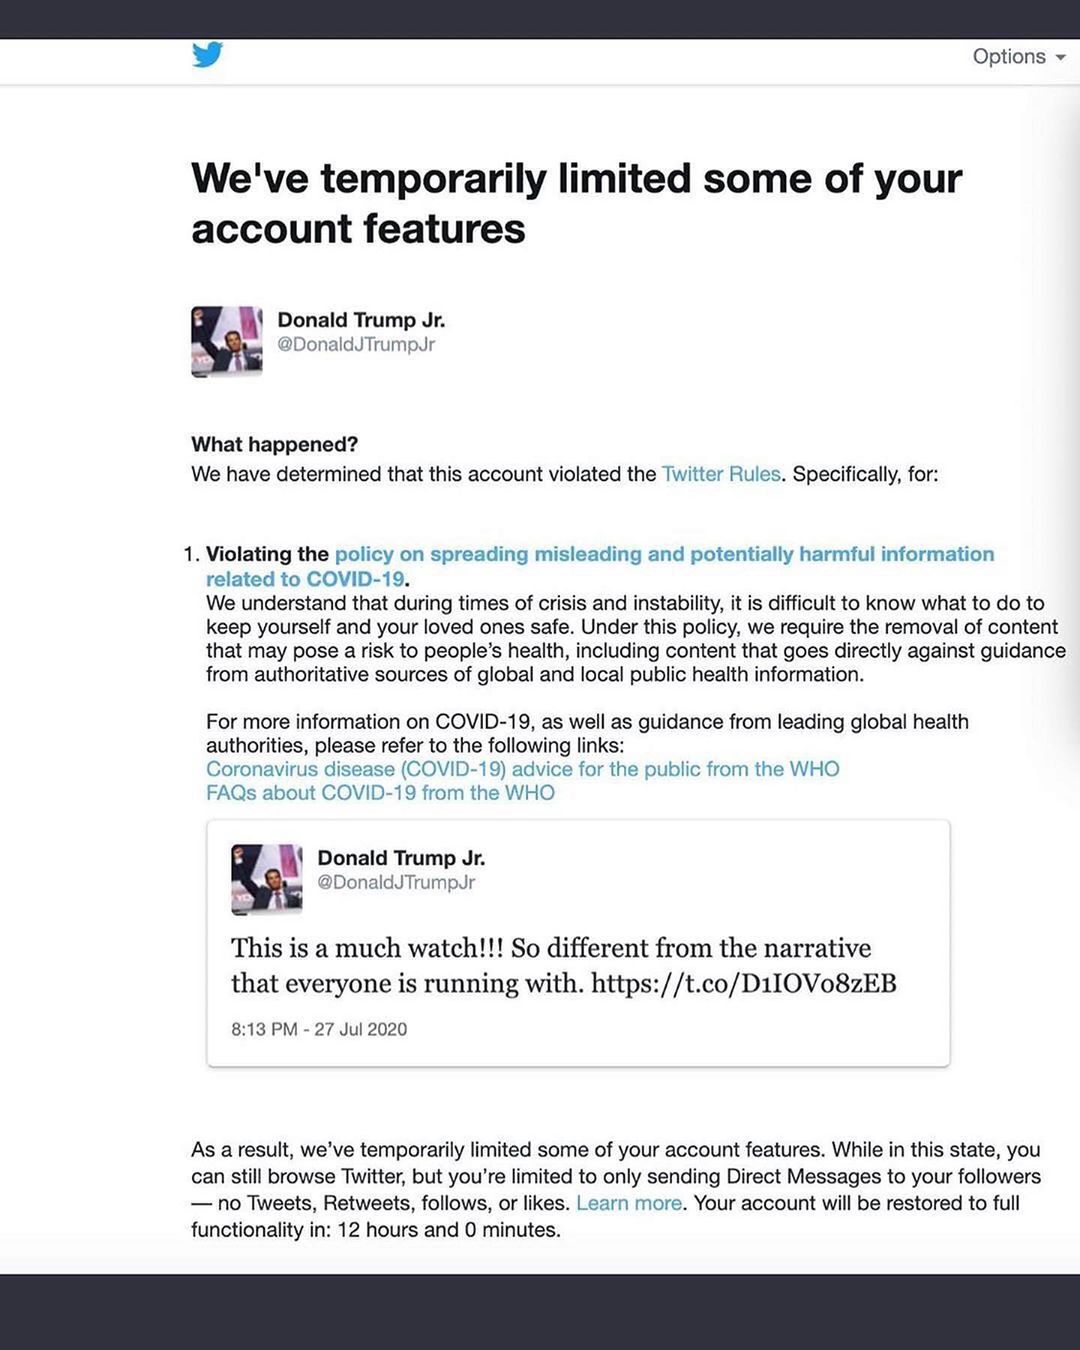 Options
We've temporarily limited some of your
account features
Donald Trump Jr.
@DonaldJTrumpJr
What happened?
We have determined that this account violated the Twitter Rules. Specifically, for:
1. Violating the policy on spreading misleading and potentially harmful information
related to COVID-19.
We understand that during times of crisis and instability, it is difficult to know what to do to
keep yourself and your loved ones safe. Under this policy, we require the removal of content
that may pose a risk to people’s health, including content that goes directly against guidance
from authoritative sources of global and local public health information.
For more information on COVID-19, as well as guidance from leading global health
authorities, please refer to the following links:
Coronavirus disease (COVID-19) advice for the public from the WHO
FAQs about COVID-19 from the WHO
Donald Trump Jr.
@DonaldJTrumpJr
This is a much watch!!! So different from the narrative
that everyone is running with. https://t.co/D1IOVo8zEB
8:13 PM - 27 Jul 2020
As a result, we’ve temporarily limited some of your account features. While in this state, you
can still browse Twitter, but you’re limited to only sending Direct Messages to your followers
— no Tweets, Retweets, follows, or likes. Learn more. Your account will be restored to full
functionality in: 12 hours and 0 minutes.